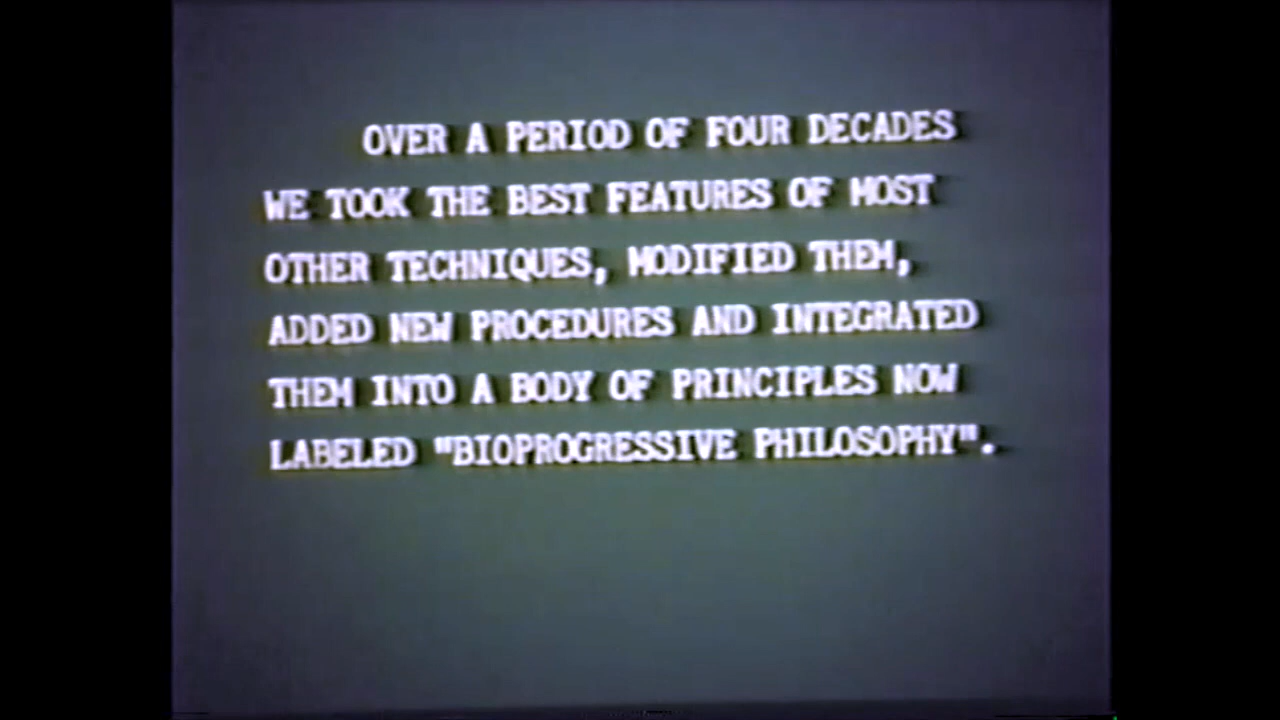 OVER A PERIOD OF FOUR DECADES
WE TOOK THE BEST FEATURES OF MOST
OTHER TECHNIQUES, MODIFIED THEM,
ADDED NEW PROCEDURES AND INTEGRATED
THEM INTO A BODY OF PRINCIPLES NOW
LABELED "BIOPROGRESSIVE PHILOSOPHY".